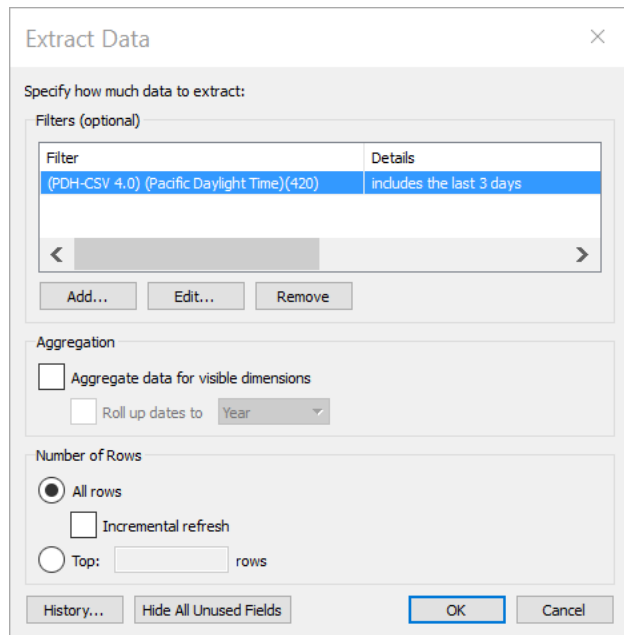 Extract Data
Specify how much data to extract:
Filters (optional)
Filter Details
(PDH-CSV 4.0) (Pacific Daylight Time)(420) includes the last 3 days
Add... Edit... Remove
Aggregation
Aggregate data for visible dimensions
Roll up dates to Year
Number of Rows
All rows
Incremental refresh
Top: rows
History... Hide All Unused Fields OK Cancel